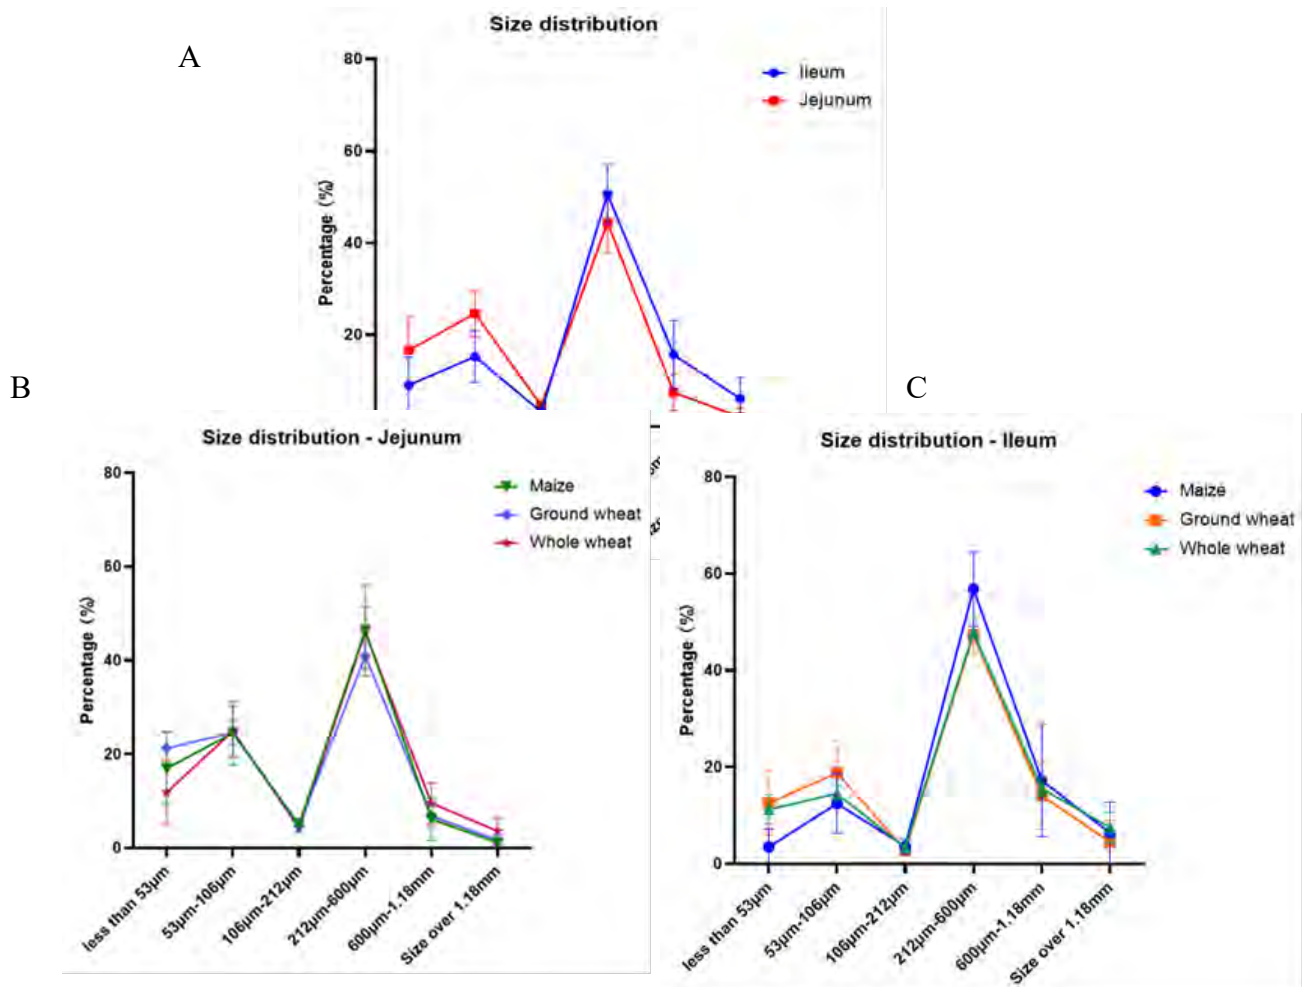 A
Size distribution
80
60
40
20
Percentage (%)
Ileum
Jejunum
B
Size distribution - Jejunum
80
60
40
20
0
Percentage (%)
Maize
Ground wheat
Whole wheat
less than 53μm
53μm-106μm
106μm-212μm
212μm-600μm
600μm-1.18mm
Size over 1.18mm
C
Size distribution - Ileum
80
60
40
20
0
Percentage (%)
Maize
Ground wheat
Whole wheat
less than 53μm
53μm-106μm
106μm-212μm
212μm-600μm
600μm-1.18mm
Size over 1.18mm